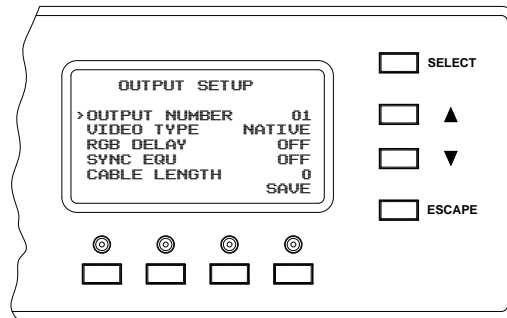 OUTPUT SETUP
>OUTPUT NUMBER 01
VIDEO TYPE NATIVE
RGB DELAY OFF
SYNC EQU OFF
CABLE LENGTH 0
SAVE
SELECT
▲
▼
ESCAPE